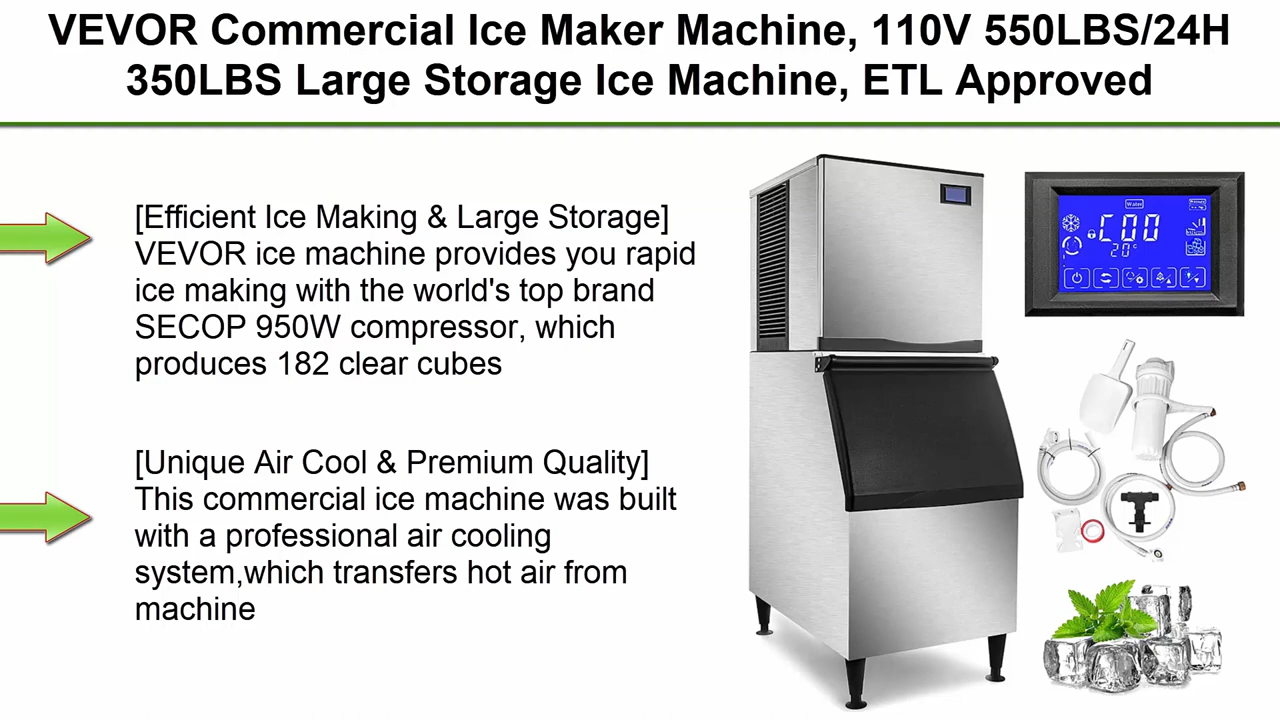 VEVOR Commercial Ice Maker Machine, 110V 550LBS/24H
350LBS Large Storage Ice Machine, ETL Approved
[Efficient Ice Making & Large Storage]
VEVOR ice machine provides you rapid
ice making with the world's top brand
SECOP 950W compressor, which
produces 182 clear cubes
[Unique Air Cool & Premium Quality]
This commercial ice machine was built
with a professional air cooling
system,which transfers hot air from
machine
Water
C00
20°C